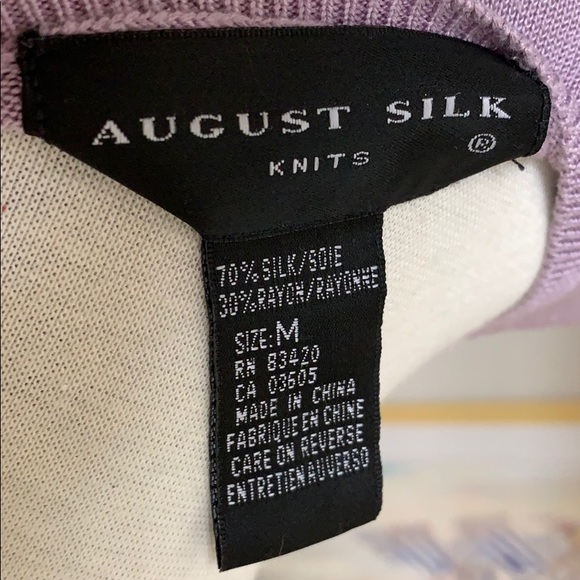 AUGUST SILK
KNITS ®
70% SILK/SOIE
30% RAYON/RAYONNE
SIZE: M
RN 83420
CA 03605
MADE IN CHINA
FABRIQUE EN CHINE
CARE ON REVERSE
ENTRETIEN AU VERSO